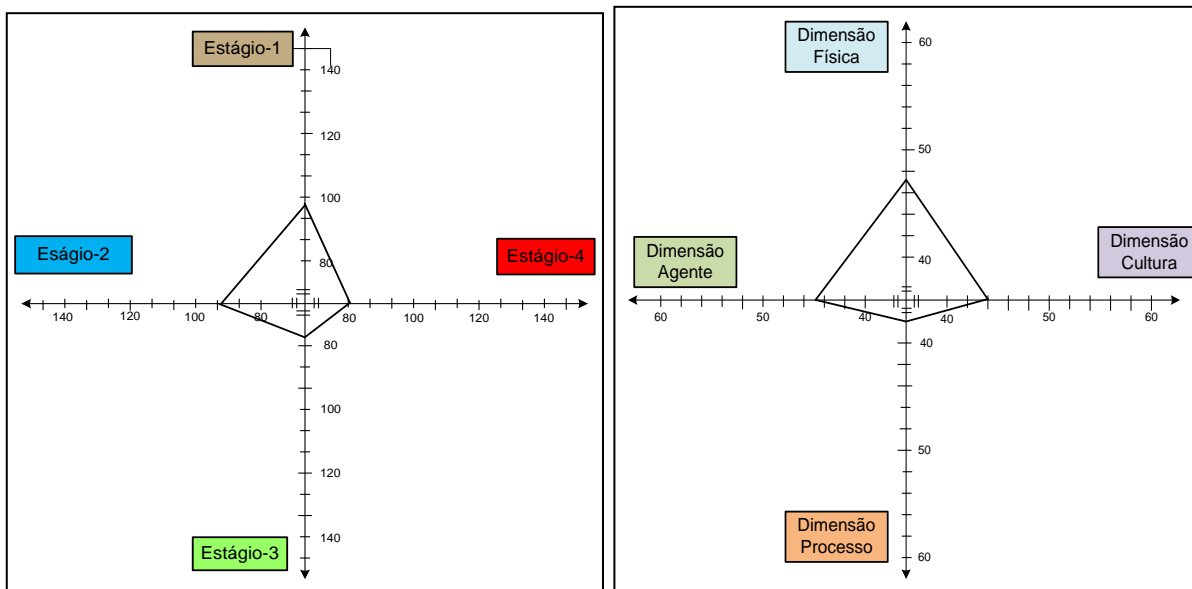 Estágio-1
140
120
100
80
Eságio-2
Estágio-4
140 120 100 80 80 100 120 140
80
100
120
140
Estágio-3
Dimensão
Física
60
50
40
Dimensão
Agente
Dimensão
Cultura
60 50 40 40 50 60
40
50
60
Dimensão
Processo